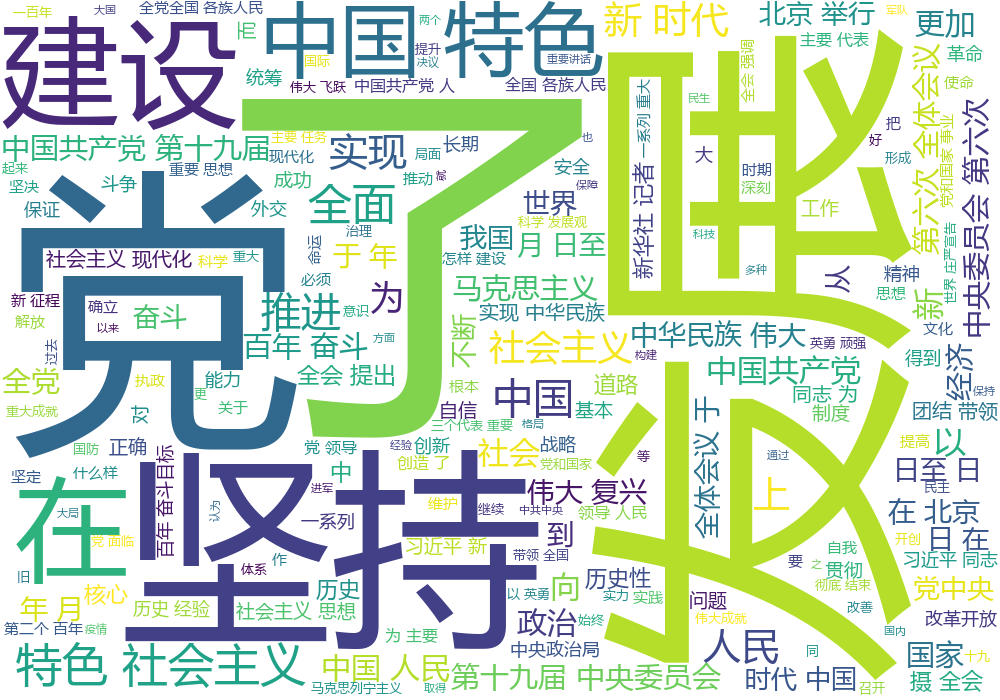 一百年
大国
全党全国 各族人民
而
中国 特色
两个
新 时代
北京 举行
军队
更加
建设
提升
决议
国际
重要讲话
主要 代表
全会 强调
革命
统筹
伟大 飞跃
中国共产党 人
全国 各族人民
民生
使命
全体会议
第六次
了
发展
中国共产党 第十九届
主要 任务
实现
长期
也
一系列 重大
大
把
好
党和国家 事业
中央委员会 第六次
起来
重要 思想
现代化
局面
安全
时期
形成
坚决
斗争
成功
推动
保障
深刻
保证
外交
全面
世界
科学 发展观
新华社 记者
工作
党
治理
我国
月 日至
科技
世界 庄严宣告
社会主义 现代化
科学
重大
命运
于 年
怎样 建设
多种
从
精神
必须
马克思主义
思想
新 征程
确立
推进
意识
为
实现 中华民族
新
解放
以来
奋斗
不断
中华民族 伟大
英勇 顽强
文化
过去
百年 奋斗
方面
社会主义
构建
得到
经济
全党
执政
能力
全会 提出
根本
中国
道路
中国共产党
同志 为
保持
重大成就
更
关于
对
自信
基本
制度
团结 带领
三个代表 重要
国防
正确
党 领导
经验
创新
格局
战略
全体会议 于
提高
以
坚定
什么样
百年 奋斗目标
中
创造 了
社会
党和国家
等
通过
日至 日
在
坚持
进军
伟大 复兴
上
民主
大局
认为
一系列
维护
继续
中共中央
领导 人民
在 北京
党 面临
到
开创
日 在
旧
体系
作
习近平 新
带领 全国
要
自我
之
贯彻
习近平 同志
年 月
核心
历史
向
历史性
彻底 结束
党中央
历史 经验
社会主义 思想
以 英勇
实力
实践
问题
改善
第二个 百年
疫情
为 主要
政治
始终
伟大成就
改革开放
国内
特色 社会主义
中央政治局
人民
同
国家
十九
中国 人民
第十九届 中央委员会
时代 中国
摄 全会
马克思列宁主义
取得
召开